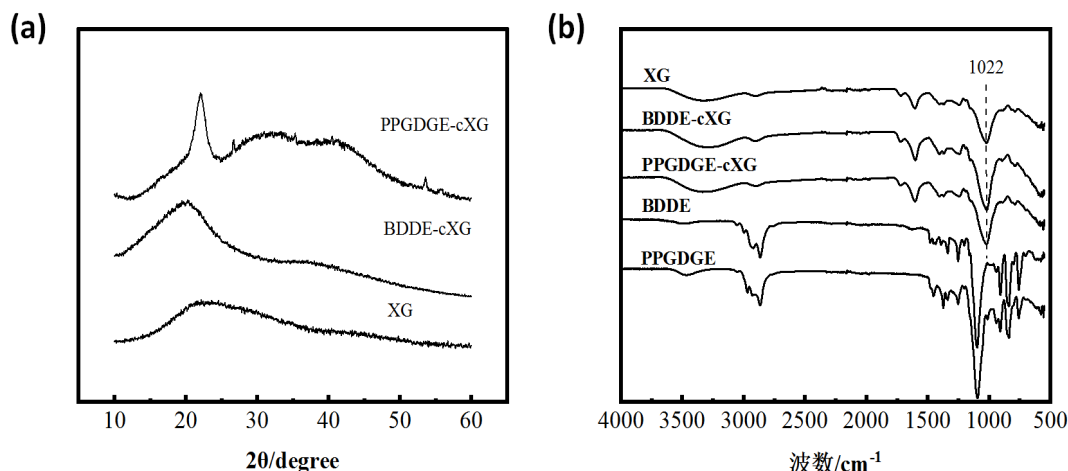 (a)
PPGDGE-cXG
BDDE-cXG
XG
10 20 30 40 50 60
2θ/degree
(b)
1022
XG
BDDE-cXG
PPGDGE-cXG
BDDE
PPGDGE
4000 3500 3000 2500 2000 1500 1000 500
波数/cm⁻¹